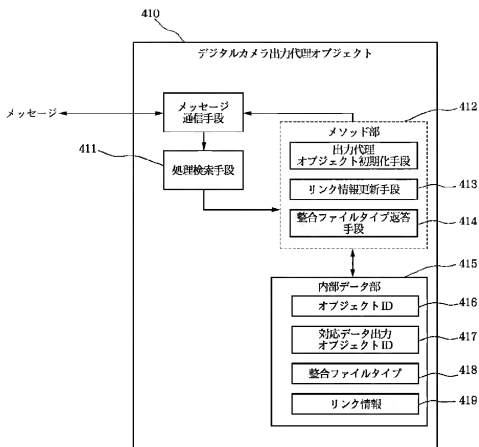 410
デジタルカメラ出力代理オブジェクト
メッセージ
メッセージ
通信手段
411
処理検索手段
412
メソッド部
出力代理
オブジェクト初期化手段
リンク情報更新手段
413
整合ファイルタイプ返答
手段
414
415
内部データ部
オブジェクトID
416
対応データ出力
オブジェクトID
417
整合ファイルタイプ
418
リンク情報
419